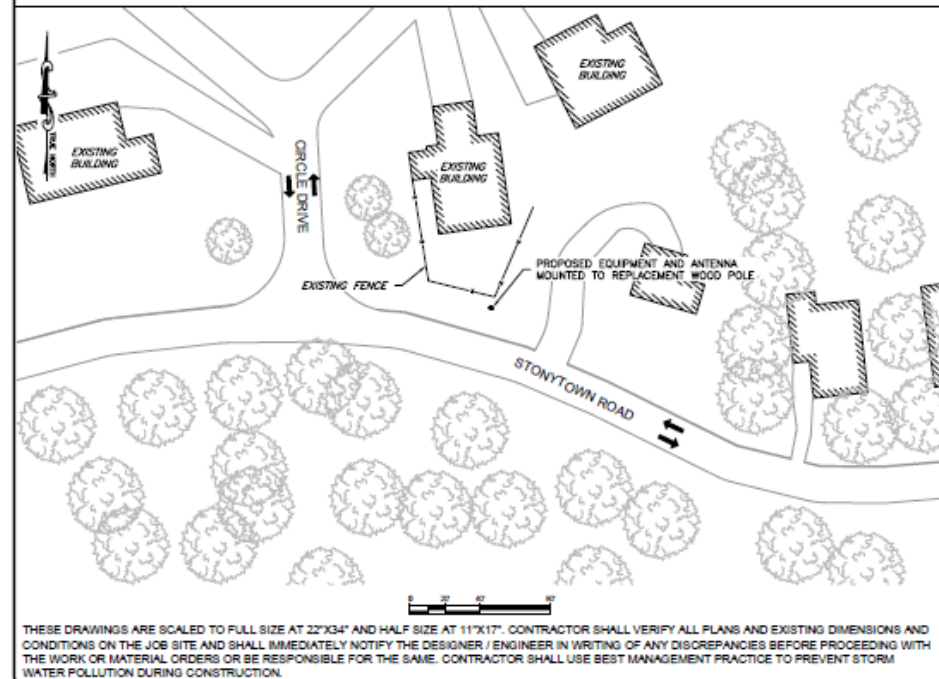 EXISTING
BUILDING
TRUE NORTH
EXISTING
BUILDING
CIRCLE DRIVE
EXISTING
BUILDING
PROPOSED EQUIPMENT AND ANTENNA
MOUNTED TO REPLACEMENT WOOD POLE
EXISTING FENCE
STONYTOWN ROAD
THESE DRAWINGS ARE SCALED TO FULL SIZE AT 22"X34" AND HALF SIZE AT 11"X17". CONTRACTOR SHALL VERIFY ALL PLANS AND EXISTING DIMENSIONS AND
CONDITIONS ON THE JOB SITE AND SHALL IMMEDIATELY NOTIFY THE DESIGNER / ENGINEER IN WRITING OF ANY DISCREPANCIES BEFORE PROCEEDING WITH
THE WORK OR MATERIAL ORDERS OR BE RESPONSIBLE FOR THE SAME. CONTRACTOR SHALL USE BEST MANAGEMENT PRACTICE TO PREVENT STORM
WATER POLLUTION DURING CONSTRUCTION.